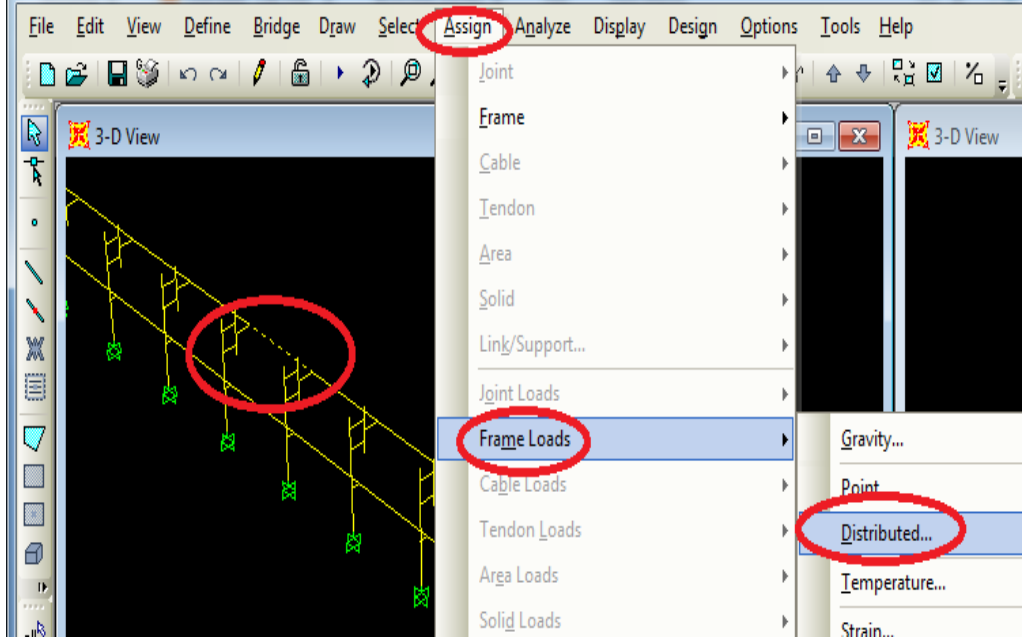 File Edit View Define Bridge Draw Select Assign Analyze Display Design Options Tools Help
3-D View
3-D View
Joint
Frame
Cable
Tendon
Area
Solid
Link/Support...
Joint Loads
Frame Loads
Cable Loads
Tendon Loads
Area Loads
Solid Loads
Gravity...
Point...
Distributed...
Temperature...
Strain...